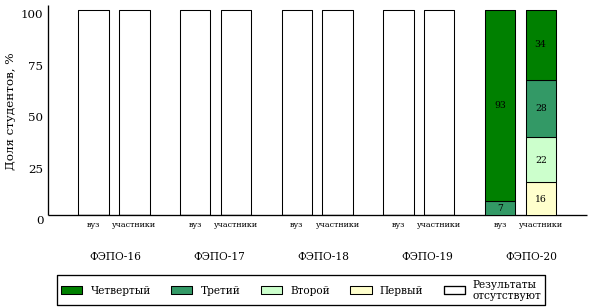 Доля студентов, %
100
75
50
25
0
93
7
34
28
22
16
вуз участники вуз участники вуз участники вуз участники вуз участники
ФЭПО-16 ФЭПО-17 ФЭПО-18 ФЭПО-19 ФЭПО-20
Четвертый Третий Второй Первый Результаты
отсутствуют